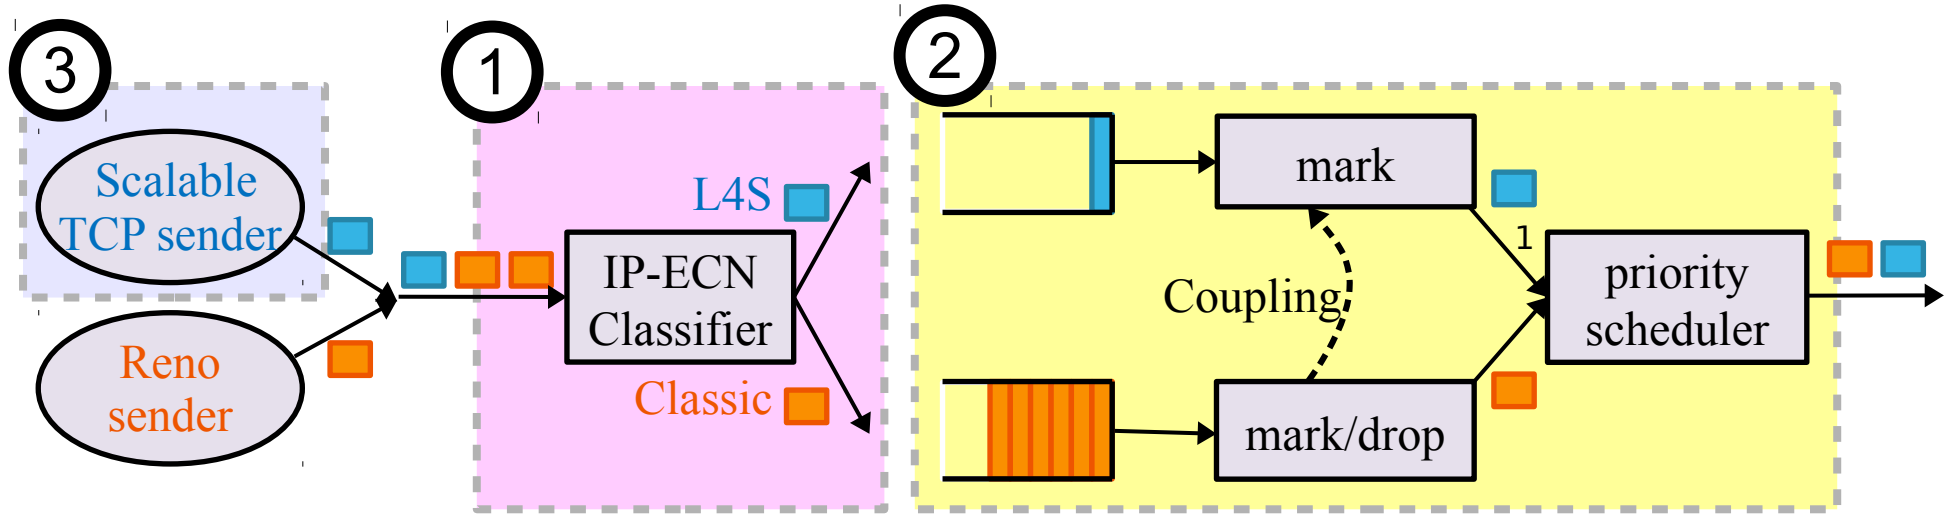 3
1
2
Scalable
TCP sender
Reno
sender
L4S
IP-ECN
Classifier
Classic
mark
Coupling
mark/drop
1
priority
scheduler